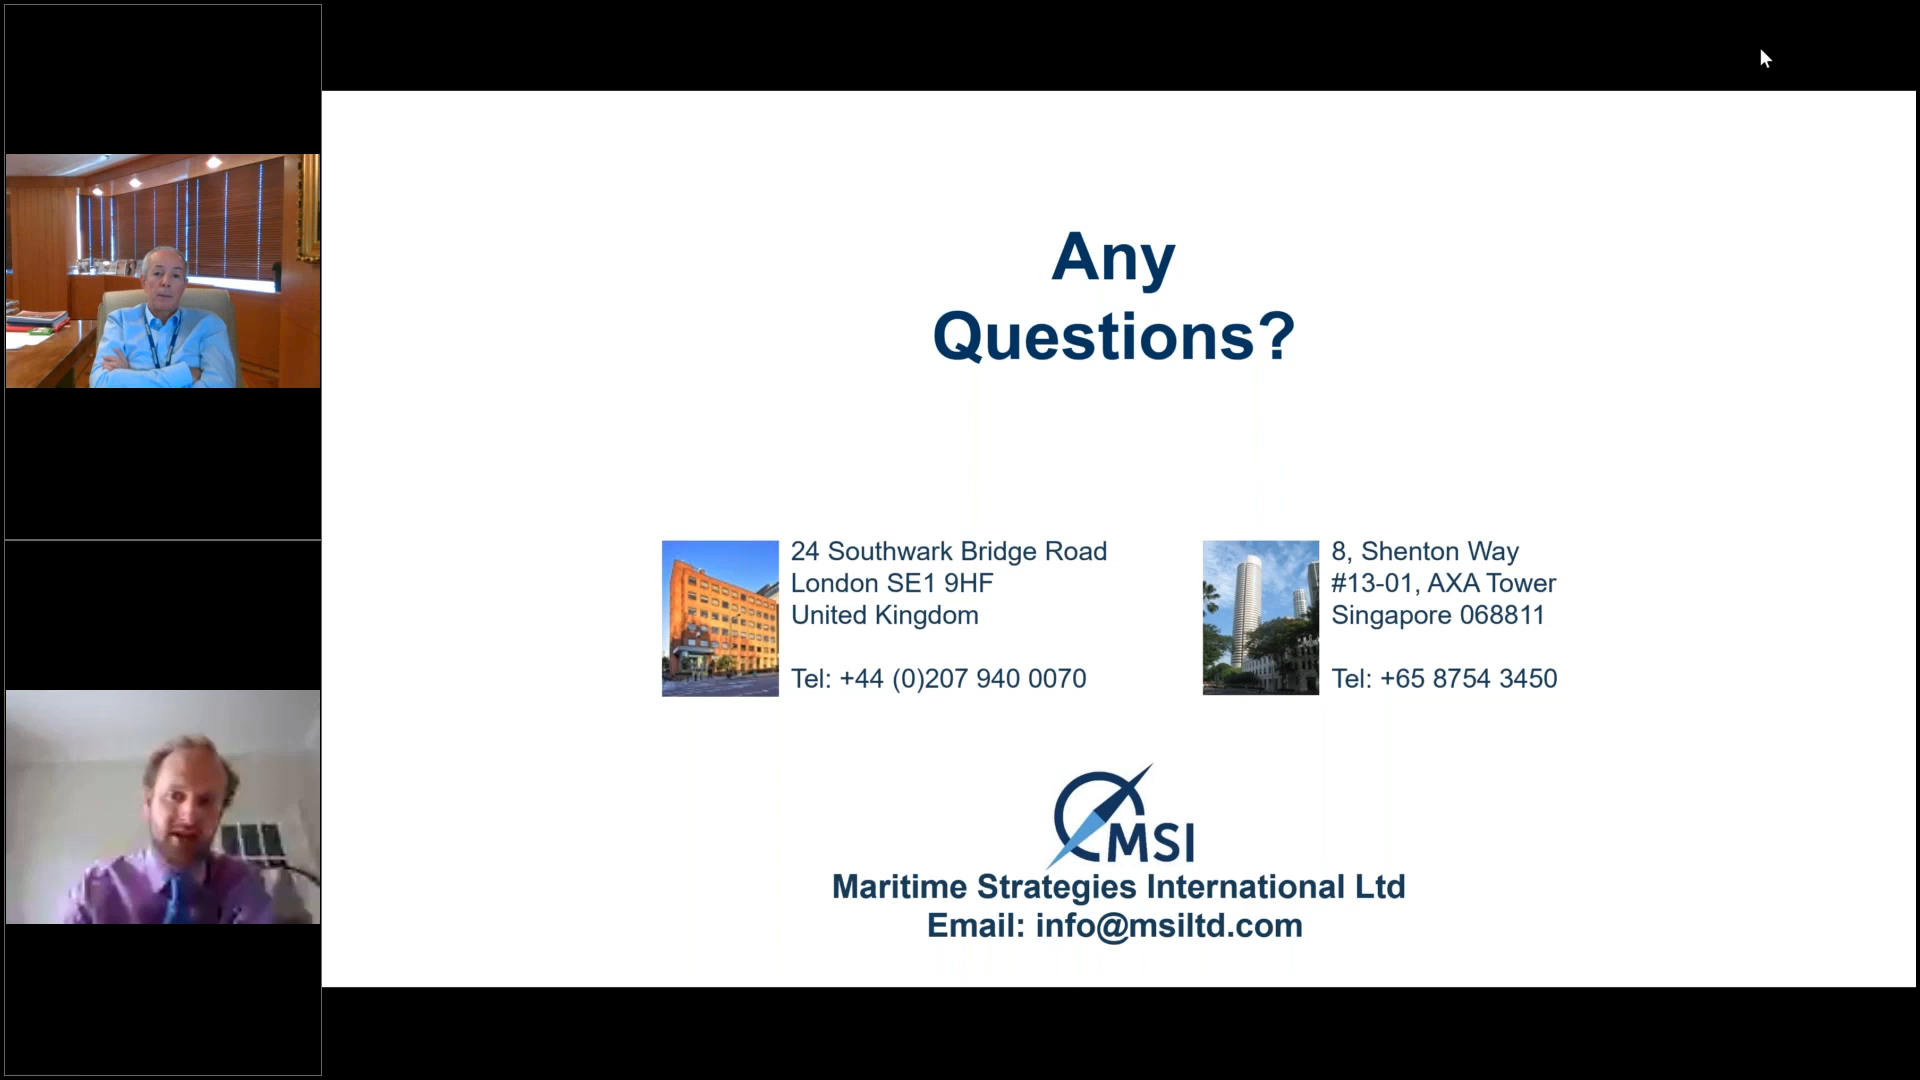 Any
Questions?
24 Southwark Bridge Road
London SE1 9HF
United Kingdom
Tel: +44 (0)207 940 0070
8, Shenton Way
#13-01, AXA Tower
Singapore 068811
Tel: +65 8754 3450
MSI
Maritime Strategies International Ltd
Email: info@msiltd.com